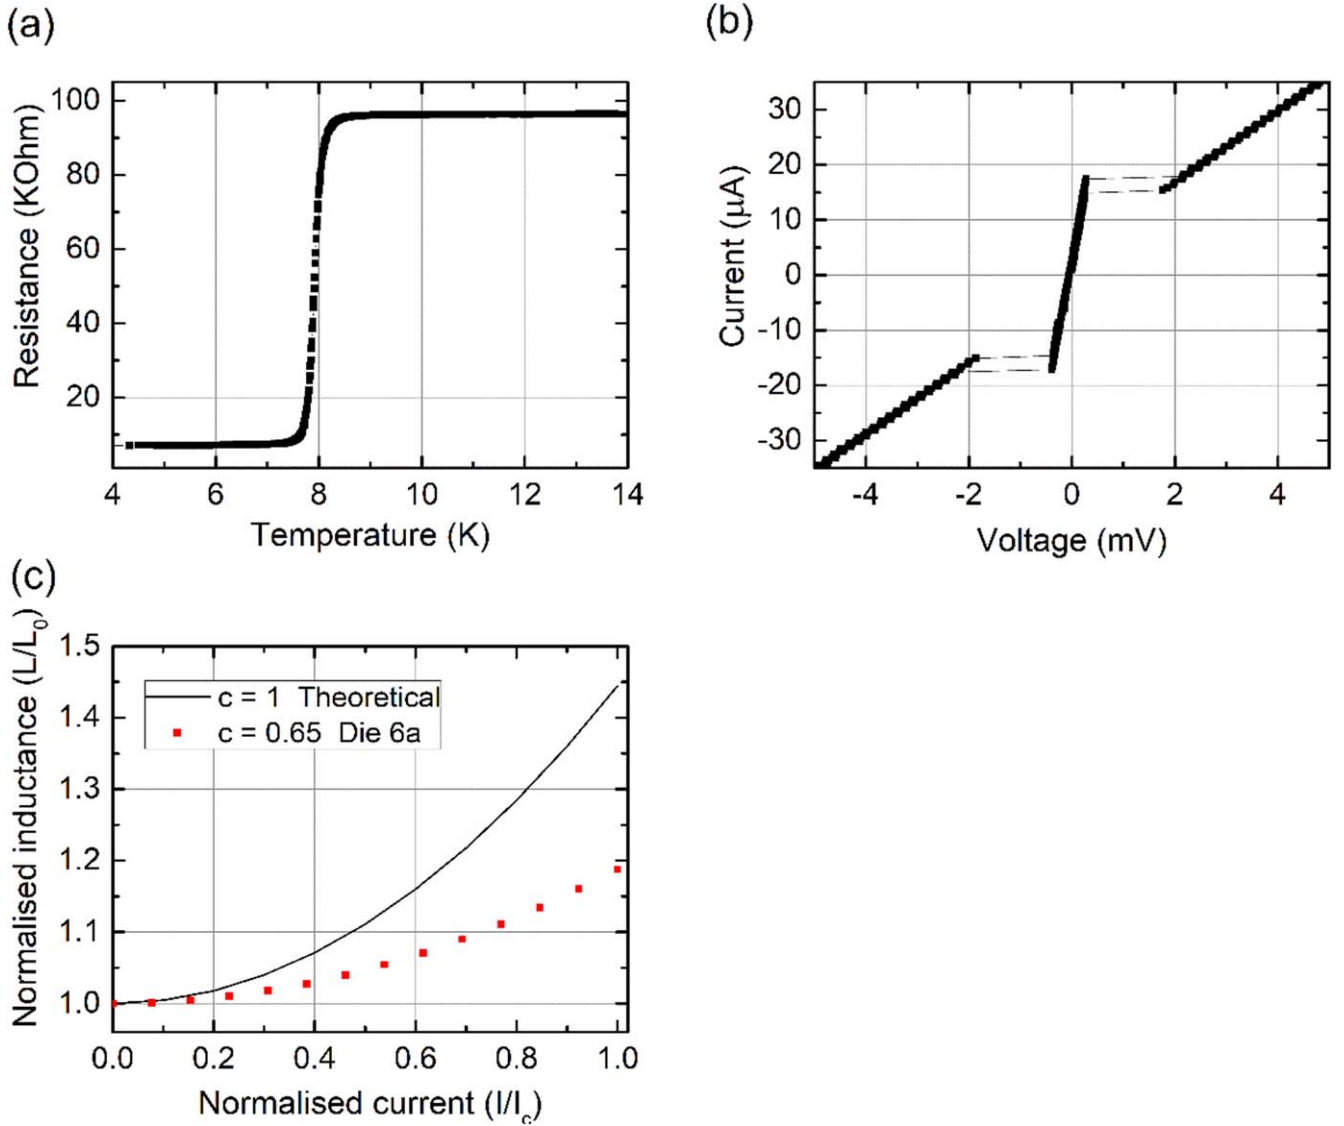 (a)
100
80
60
40
20
Resistance (KOhm)
4 6 8 10 12 14
Temperature (K)
(b)
30
20
10
0
-10
-20
-30
Current (μA)
-4 -2 0 2 4
Voltage (mV)
(c)
1.5
1.4
1.3
1.2
1.1
1.0
Normalised inductance (L/L₀)
c = 1 Theoretical
c = 0.65 Die 6a
0.0 0.2 0.4 0.6 0.8 1.0
Normalised current (I/I꜀)